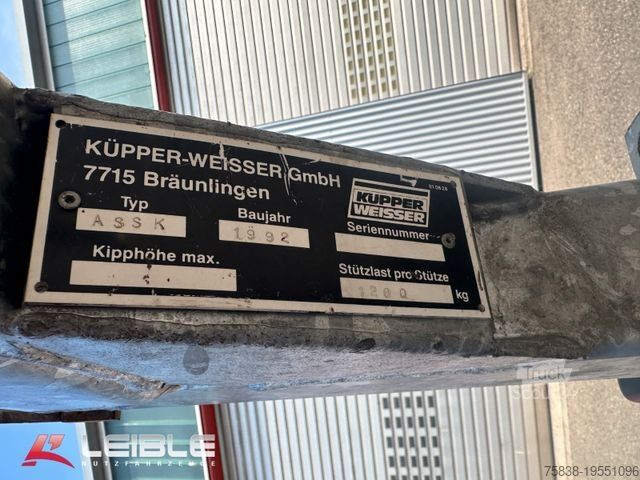 KÜPPER-WEISSER GmbH
7715 Bräunlingen
KÜPPER
WEISSER
Typ
ASSK
Baujahr
1992
Seriennummer
Kipphöhe max.
Stützlast pro Stütze
1200 kg
LEIBLE
NUTZFAHRZEUGE
Truck
75838-19551096